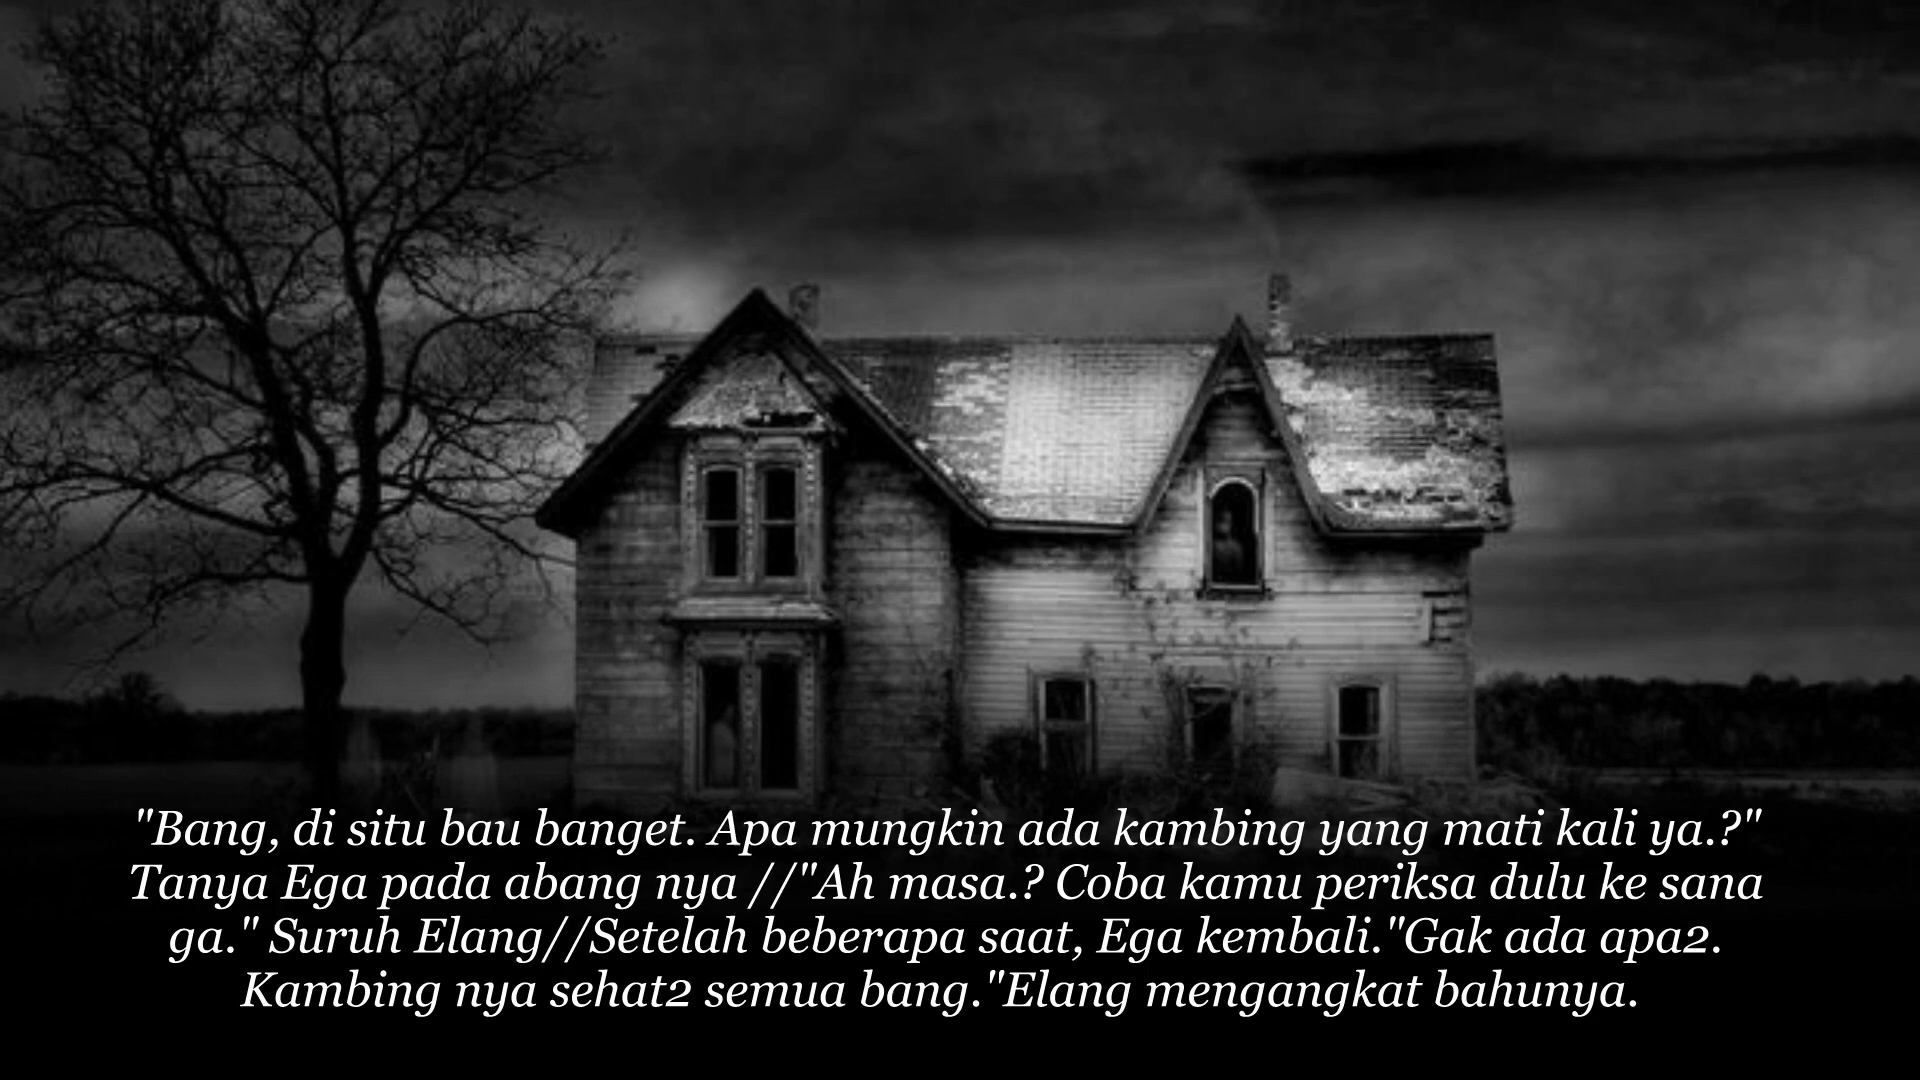 "Bang, di situ bau banget. Apa mungkin ada kambing yang mati kali ya.?"
Tanya Ega pada abang nya //"Ah masa.? Coba kamu periksa dulu ke sana
ga." Suruh Elang//Setelah beberapa saat, Ega kembali."Gak ada apa2.
Kambing nya sehat2 semua bang."Elang mengangkat bahunya.